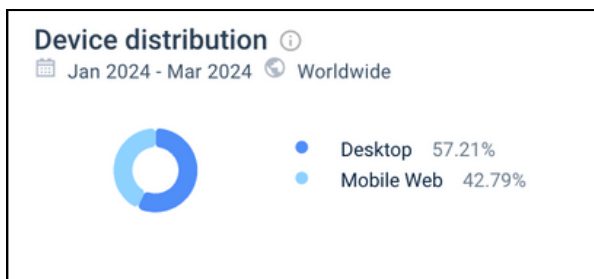 Device distribution
Jan 2024 - Mar 2024 Worldwide
Desktop 57.21%
Mobile Web 42.79%